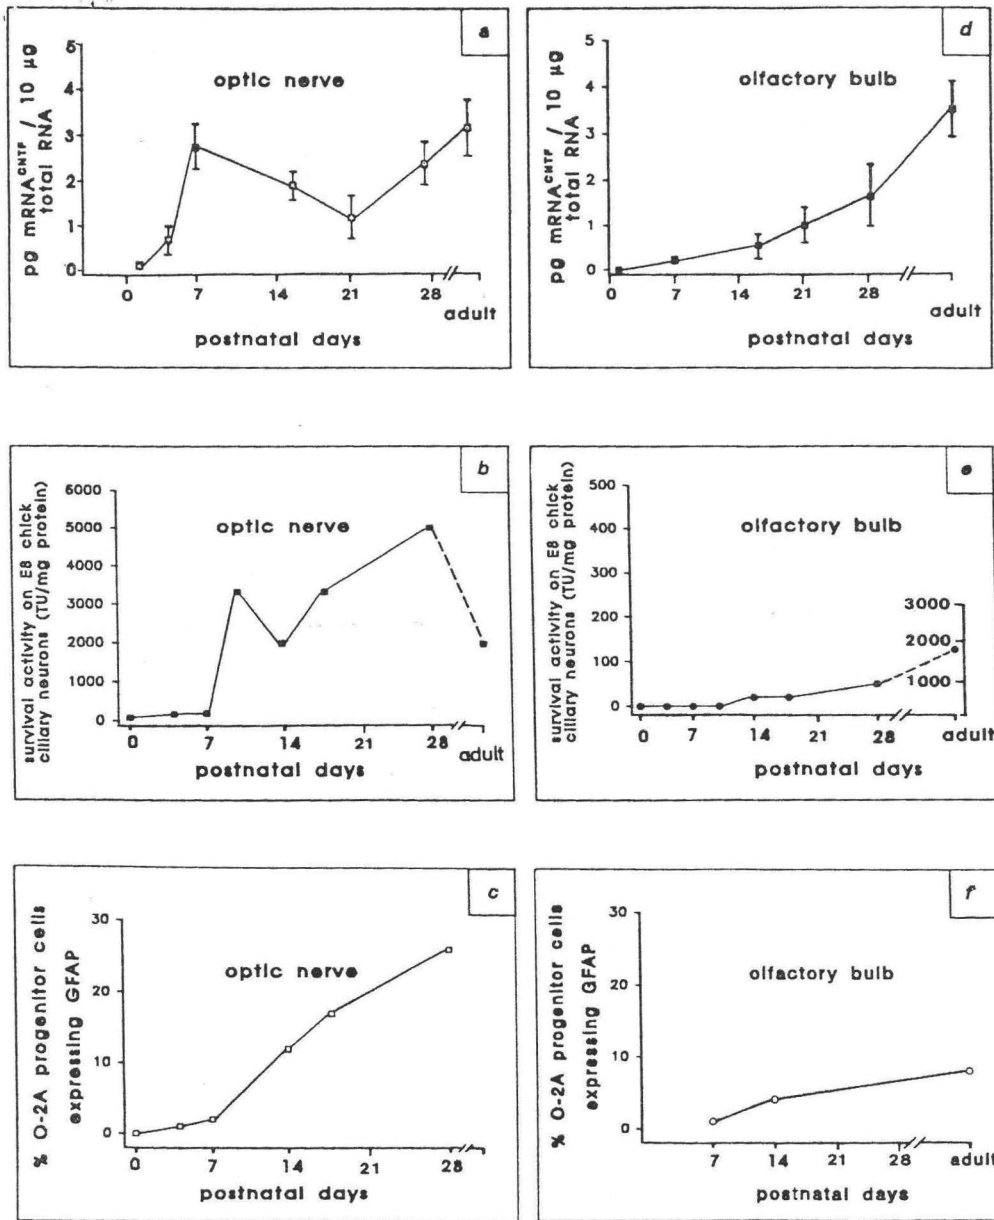 a
pg mRNA^CNTF / 10 µg
total RNA
optic nerve
5
4
3
2
1
0
0 7 14 21 28
adult
postnatal days
d
pg mRNA^CNTF / 10 µg
total RNA
olfactory bulb
5
4
3
2
1
0
0 7 14 21 28
adult
postnatal days
b
survival activity on E8 chick
ciliary neurons (TU/mg protein)
optic nerve
6000
5000
4000
3000
2000
1000
0
0 7 14 21 28 adult
postnatal days
e
survival activity on E8 chick
ciliary neurons (TU/mg protein)
olfactory bulb
500
400
300
200
100
0
3000
2000
1000
0 7 14 21 28 adult
postnatal days
c
% O-2A progenitor cells
expressing GFAP
optic nerve
30
20
10
0
0 7 14 21 28
postnatal days
f
% O-2A progenitor cells
expressing GFAP
olfactory bulb
30
20
10
0
7 14 21 28 adult
postnatal days